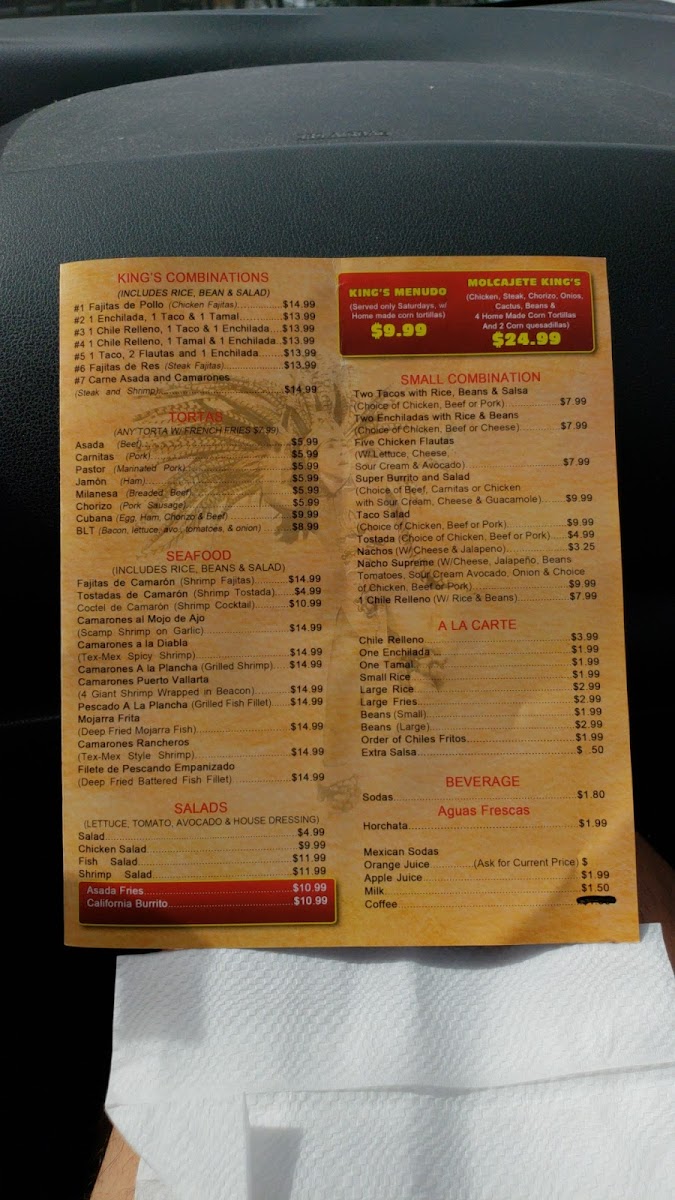 KING'S COMBINATIONS
(INCLUDES RICE, BEAN & SALAD)
#1 Fajitas de Pollo (Chicken Fajitas)............$14.99
#2 1 Enchilada, 1 Taco & 1 Tamal............$13.99
#3 1 Chile Relleno, 1 Taco & 1 Enchilada....$13.99
#4 1 Chile Relleno, 1 Tamal & 1 Enchilada..$13.99
#5 1 Taco, 2 Flautas and 1 Enchilada........$13.99
#6 Fajitas de Res (Steak Fajitas)................$13.99
#7 Carne Asada and Camarones
(Steak and Shrimp)................................$14.99
TORTAS
(ANY TORTA W/ FRENCH FRIES $7.99)
Asada (Beef)........................................$5.99
Carnitas (Pork).....................................$5.99
Pastor (Marinated Pork).........................$5.99
Jamón (Ham).......................................$5.99
Milanesa (Breaded Beef)........................$5.99
Chorizo (Pork Sausage).........................$5.99
Cubana (Egg, Ham, Chorizo & Beef)..............$9.99
BLT (Bacon, lettuce, avo., tomatoes, & onion).......$8.99
SEAFOOD
(INCLUDES RICE, BEANS & SALAD)
Fajitas de Camarón (Shrimp Fajitas)........$14.99
Tostadas de Camarón (Shrimp Tostada).....$4.99
Coctel de Camarón (Shrimp Cocktail)........$10.99
Camarones al Mojo de Ajo
(Scamp Shrimp on Garlic)....................$14.99
Camarones a la Diabla
(Tex-Mex Spicy Shrimp)......................$14.99
Camarones A la Plancha (Grilled Shrimp)....$14.99
Camarones Puerto Vallarta
(4 Giant Shrimp Wrapped in Beacon)........$14.99
Pescado A La Plancha (Grilled Fish Fillet)....$14.99
Mojarra Frita
(Deep Fried Mojarra Fish)....................$14.99
Camarones Rancheros
(Tex-Mex Style Shrimp)......................$14.99
Filete de Pescando Empanizado
(Deep Fried Battered Fish Fillet)..............$14.99
SALADS
(LETTUCE, TOMATO, AVOCADO & HOUSE DRESSING)
Salad................................................$4.99
Chicken Salad....................................$9.99
Fish Salad........................................$11.99
Shrimp Salad.....................................$11.99
Asada Fries......................................$10.99
California Burrito................................$10.99
KING'S MENUDO
(Served only Saturdays, w/
Home made corn tortillas)
$9.99
MOLCAJETE KING'S
(Chicken, Steak, Chorizo, Onios,
Cactus, Beans &
4 Home Made Corn Tortillas
And 2 Corn quesadillas)
$24.99
SMALL COMBINATION
Two Tacos with Rice, Beans & Salsa
(Choice of Chicken, Beef or Pork)..............$7.99
Two Enchiladas with Rice & Beans
(Choice of Chicken, Beef or Cheese)..........$7.99
Five Chicken Flautas
(W/ Lettuce, Cheese,
Sour Cream & Avocado).........................$7.99
Super Burrito and Salad
(Choice of Beef, Carnitas or Chicken
with Sour Cream, Cheese & Guacamole)......$9.99
Taco Salad
(Choice of Chicken, Beef or Pork)..............$9.99
Tostada (Choice of Chicken, Beef or Pork)....$4.99
Nachos (W/ Cheese & Jalapeno)...............$3.25
Nacho Supreme (W/Cheese, Jalapeño, Beans
Tomatoes, Sour Cream Avocado, Onion & Choice
of Chicken, Beef or Pork)........................$9.99
1 Chile Relleno (W/ Rice & Beans).............$7.99
A LA CARTE
Chile Relleno......................................$3.99
One Enchilada ...................................$1.99
One Tamal.........................................$1.99
Small Rice.........................................$1.99
Large Rice.........................................$2.99
Large Fries........................................$2.99
Beans (Small).....................................$1.99
Beans (Large).....................................$2.99
Order of Chiles Fritos............................$1.99
Extra Salsa........................................$ .50
BEVERAGE
Sodas...............................................$1.80
Aguas Frescas
Horchata...........................................$1.99
Mexican Sodas
Orange Juice..........(Ask for Current Price) $
Apple Juice........................................$1.99
Milk..................................................$1.50
Coffee